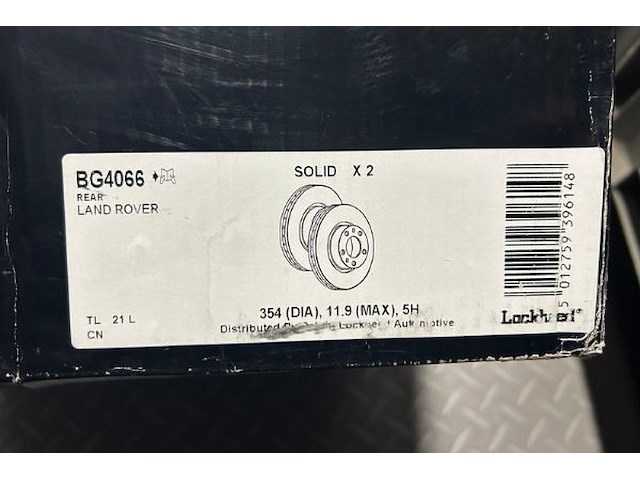 BG4066
SOLID X 2
REAR
LAND ROVER
354 (DIA), 11.9 (MAX), 5H
Distributed Automotive
TL 21 L
CN
Lockheed
5 012759 396148